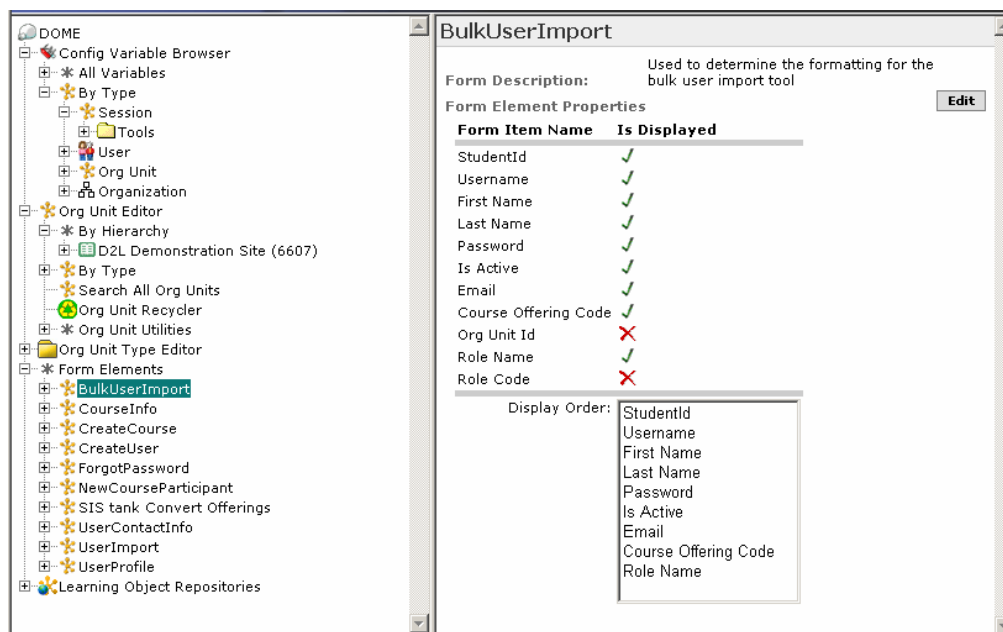 DOME
Config Variable Browser
All Variables
By Type
Session
Tools
User
Org Unit
Organization
Org Unit Editor
By Hierarchy
D2L Demonstration Site (6607)
By Type
Search All Org Units
Org Unit Recycler
Org Unit Utilities
Org Unit Type Editor
Form Elements
BulkUserImport
CourseInfo
CreateCourse
CreateUser
ForgotPassword
NewCourseParticipant
SIS tank Convert Offerings
UserContactInfo
UserImport
UserProfile
Learning Object Repositories
BulkUserImport
Form Description: Used to determine the formatting for the
bulk user import tool
Form Element Properties
Edit
Form Item Name Is Displayed
StudentId
Username
First Name
Last Name
Password
Is Active
Email
Course Offering Code
Org Unit Id
Role Name
Role Code
Display Order:
StudentId
Username
First Name
Last Name
Password
Is Active
Email
Course Offering Code
Role Name